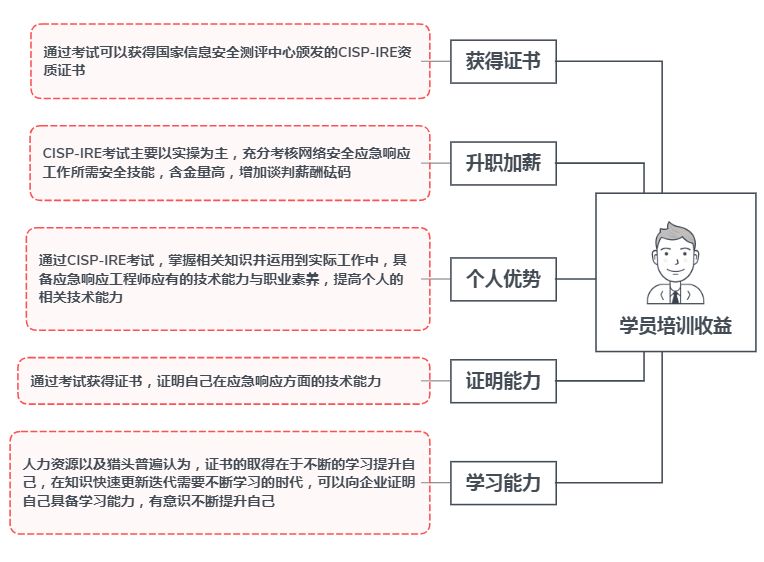 通过考试可以获得国家信息安全测评中心颁发的CISP-IRE资
质证书
获得证书
CISP-IRE考试主要以实操为主，充分考核网络安全应急响应
工作所需安全技能，含金量高，增加谈判薪酬砝码
升职加薪
通过CISP-IRE考试，掌握相关知识并运用到实际工作中，具
备应急响应工程师应有的技术能力与职业素养，提高个人的
相关技术能力
个人优势
学员培训收益
通过考试获得证书，证明自己在应急响应方面的技术能力
证明能力
人力资源以及猎头普遍认为，证书的取得在于不断的学习提升自
己，在知识快速更新迭代需要不断学习的时代，可以向企业证明
自己具备学习能力，有意识不断提升自己
学习能力